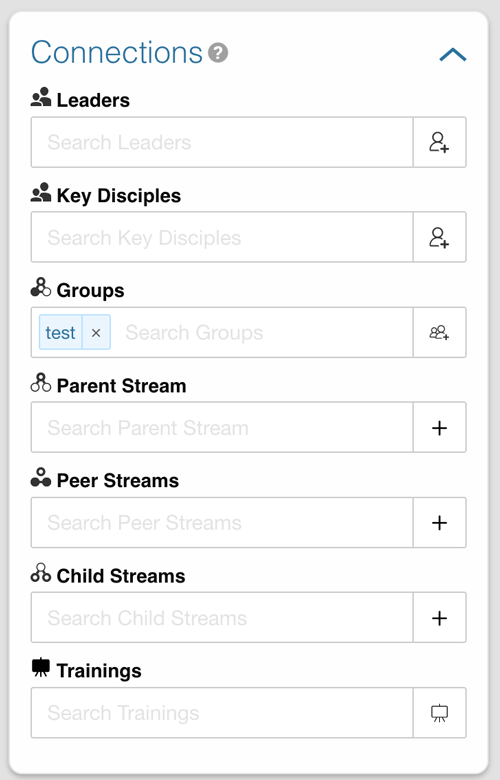 Connections ?
Leaders
Search Leaders
Key Disciples
Search Key Disciples
Groups
test × Search Groups
Parent Stream
Search Parent Stream
Peer Streams
Search Peer Streams
Child Streams
Search Child Streams
Trainings
Search Trainings